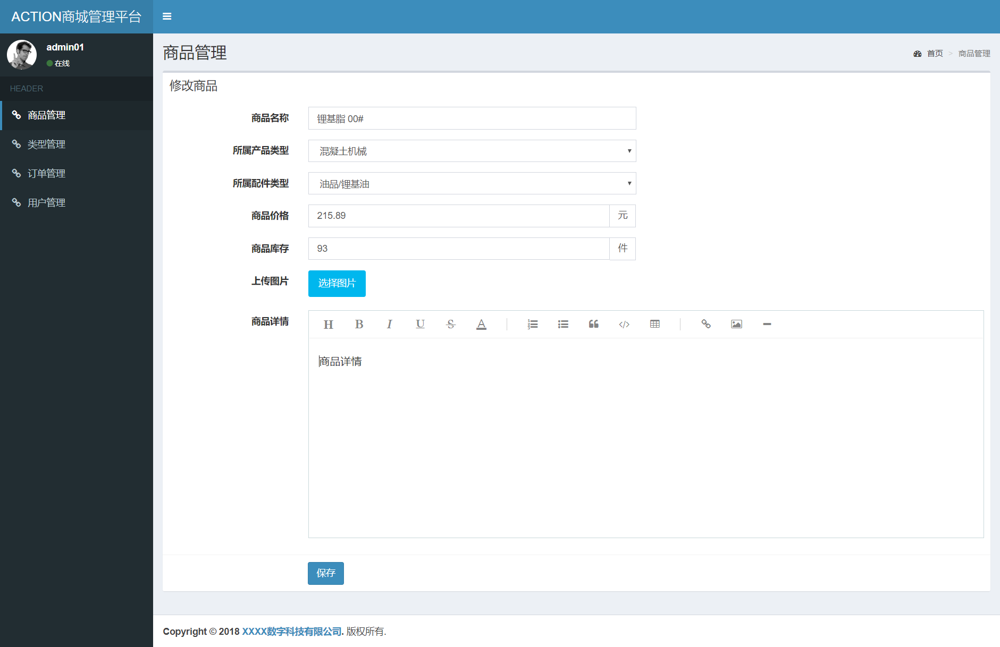 ACTION商城管理平台
admin01
在线
HEADER
商品管理
类型管理
订单管理
用户管理
商品管理
首页 > 商品管理
修改商品
商品名称 锂基脂 00#
所属产品类型 混凝土机械
所属配件类型 油品/锂基油
商品价格 215.89 元
商品库存 93 件
上传图片 选择图片
商品详情
商品详情
保存
Copyright © 2018 XXXX数字科技有限公司. 版权所有.